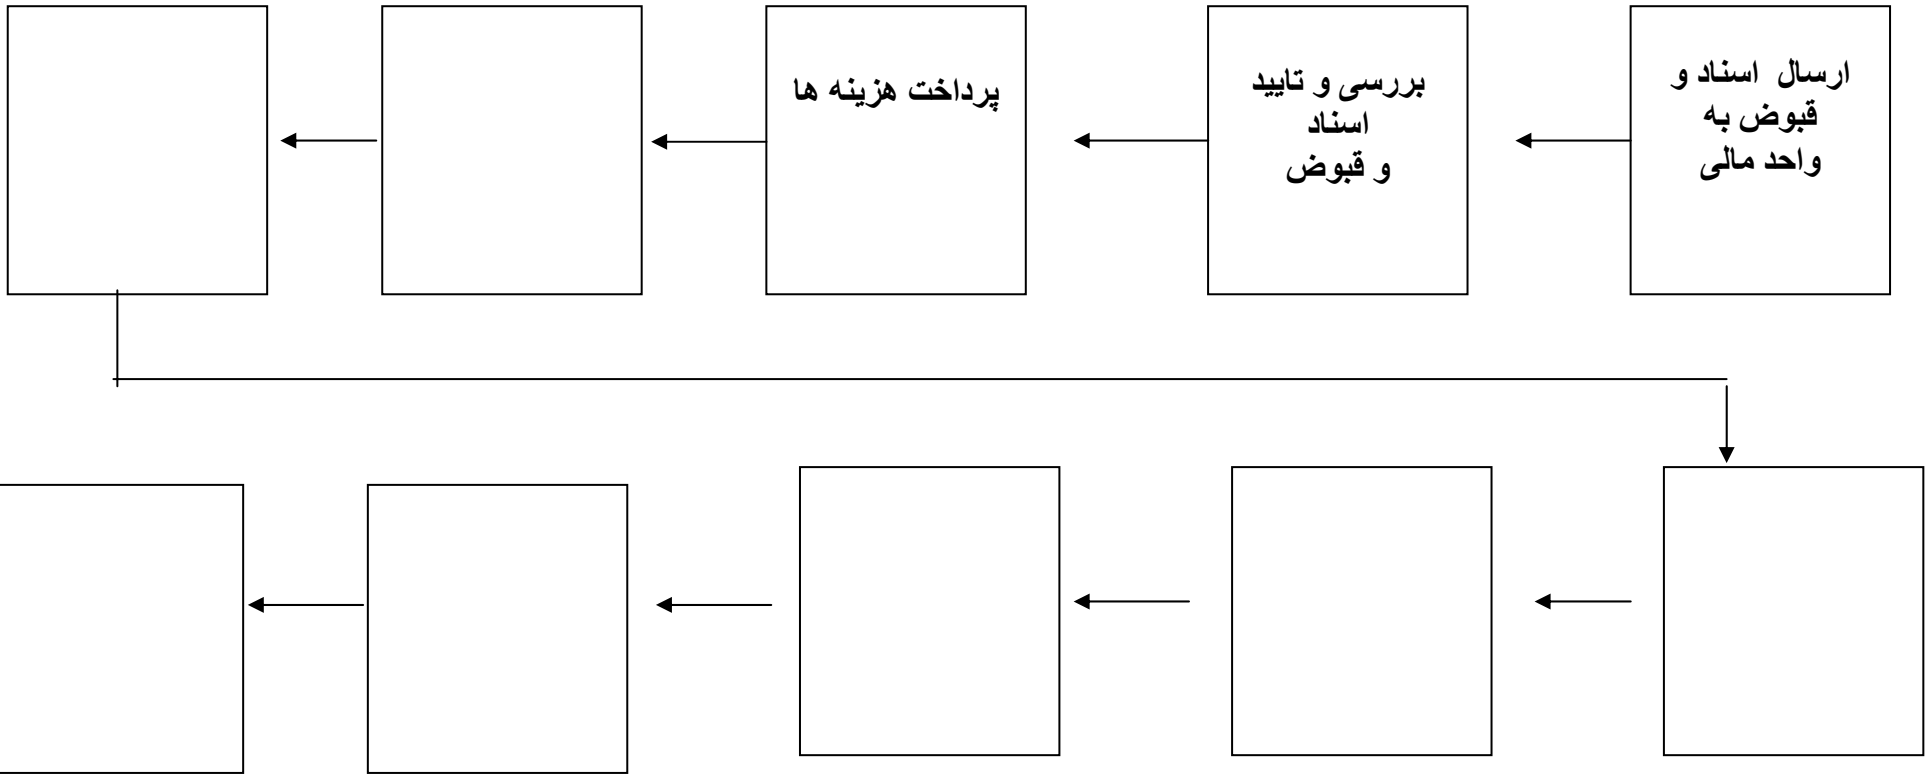 ارسال اسناد و
قبوض به
واحد مالی
بررسی و تایید
اسناد
و قبوض
پرداخت هزینه ها